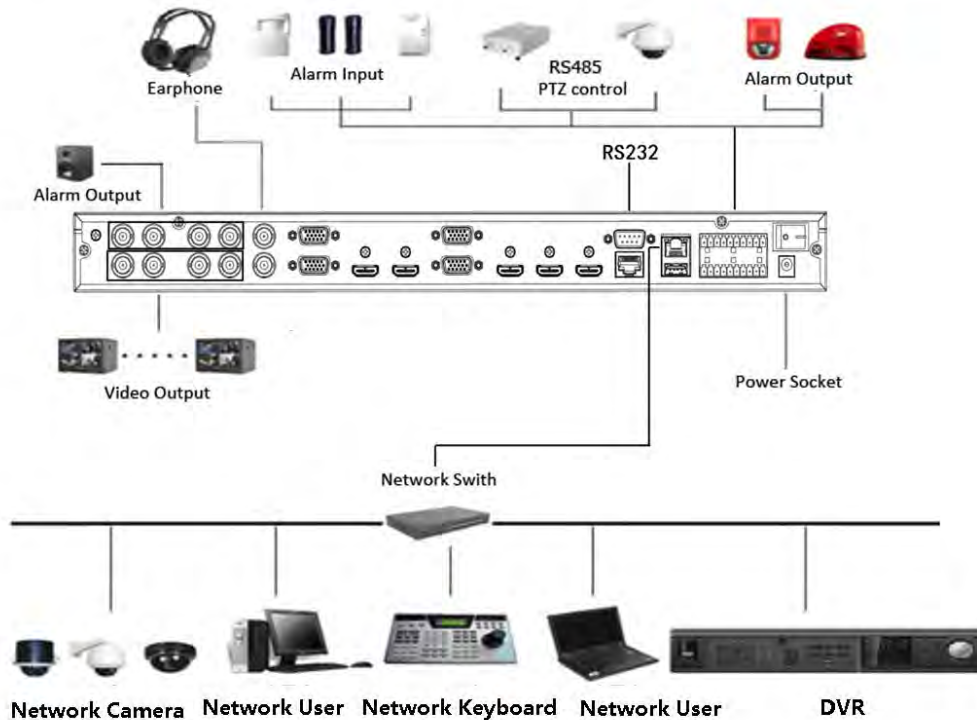 Earphone
Alarm Input
RS485
PTZ control
Alarm Output
RS232
Alarm Output
Video Output
Power Socket
Network Swith
Network Camera
Network User
Network Keyboard
Network User
DVR